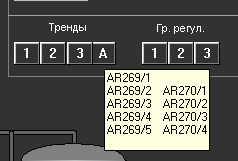 Тренды Гр. регул.
1 2 3 A 1 2 3
AR269/1
AR269/2 AR270/1
AR269/3 AR270/2
AR269/4 AR270/3
AR269/5 AR270/4